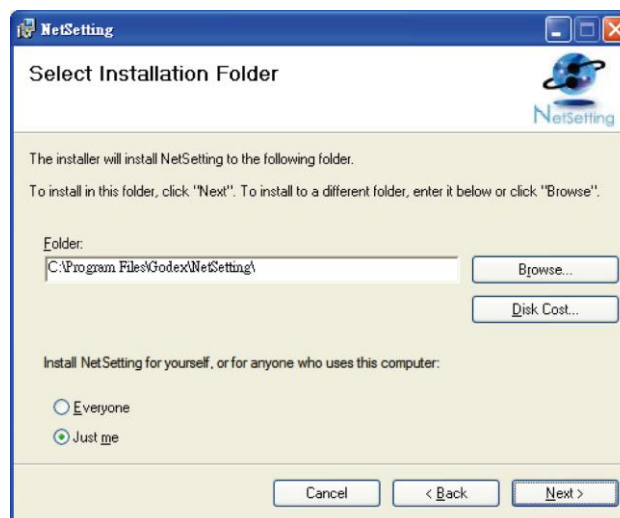 NetSetting
Select Installation Folder
NetSetting
The installer will install NetSetting to the following folder.
To install in this folder, click "Next". To install to a different folder, enter it below or click "Browse".
Folder:
C:\Program Files\Godex\NetSetting\
Browse...
Disk Cost...
Install NetSetting for yourself, or for anyone who uses this computer:
Everyone
Just me
Cancel
< Back
Next >